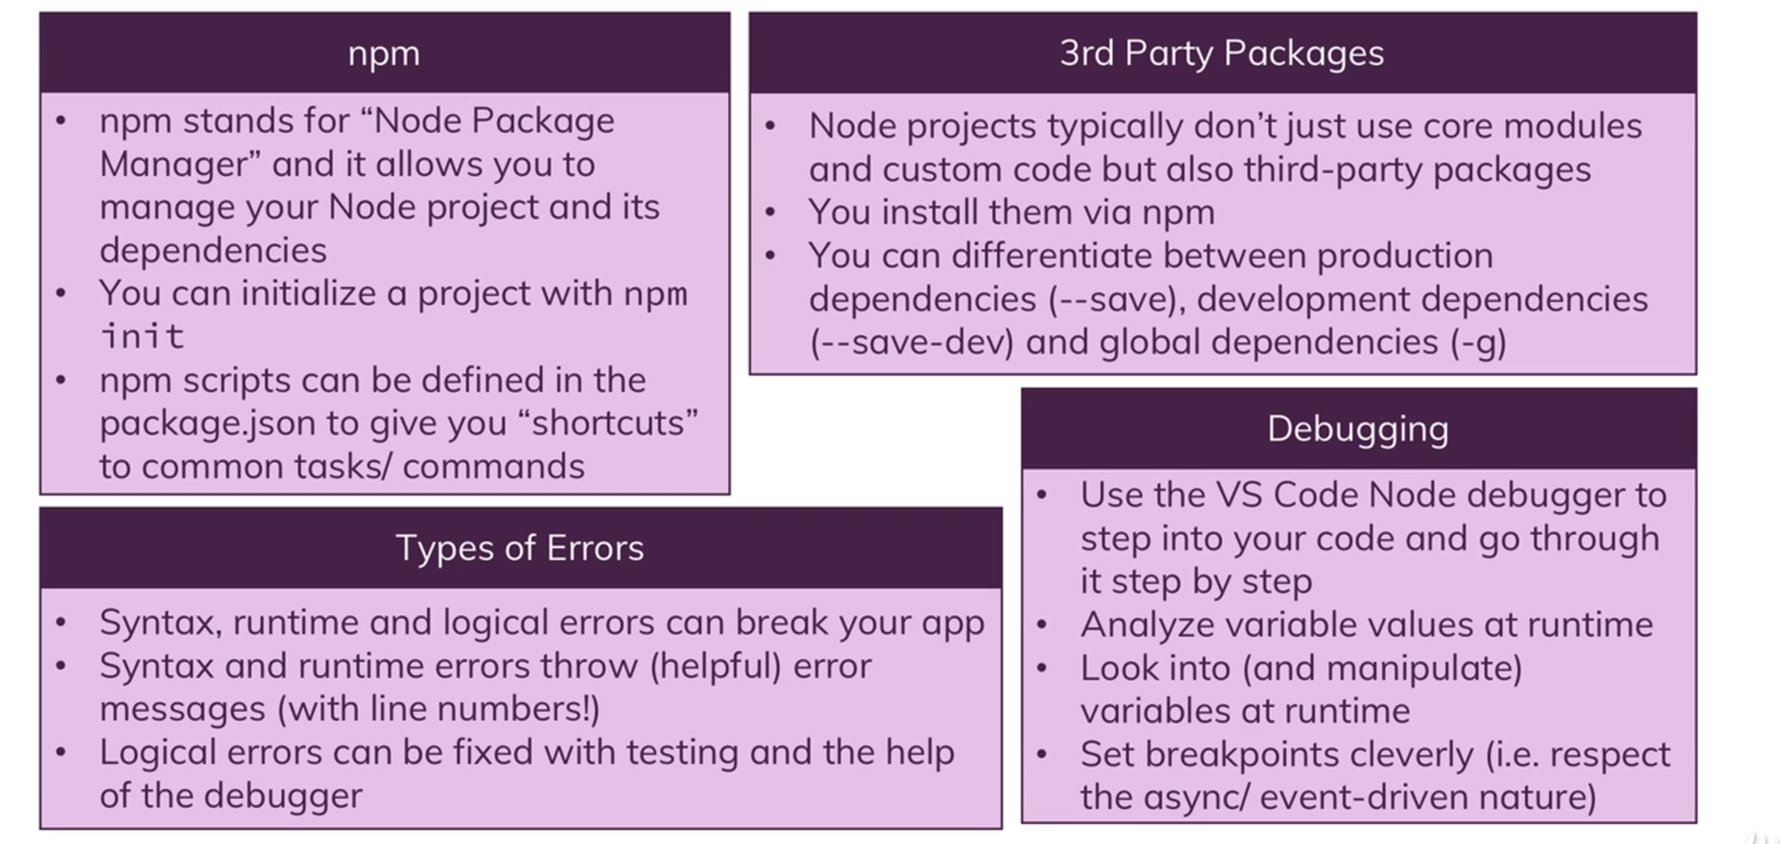 npm
• npm stands for “Node Package
Manager” and it allows you to
manage your Node project and its
dependencies
• You can initialize a project with npm
init
• npm scripts can be defined in the
package.json to give you “shortcuts”
to common tasks/ commands
3rd Party Packages
• Node projects typically don’t just use core modules
and custom code but also third-party packages
• You install them via npm
• You can differentiate between production
dependencies (--save), development dependencies
(--save-dev) and global dependencies (-g)
Types of Errors
• Syntax, runtime and logical errors can break your app
• Syntax and runtime errors throw (helpful) error
messages (with line numbers!)
• Logical errors can be fixed with testing and the help
of the debugger
Debugging
• Use the VS Code Node debugger to
step into your code and go through
it step by step
• Analyze variable values at runtime
• Look into (and manipulate)
variables at runtime
• Set breakpoints cleverly (i.e. respect
the async/ event-driven nature)